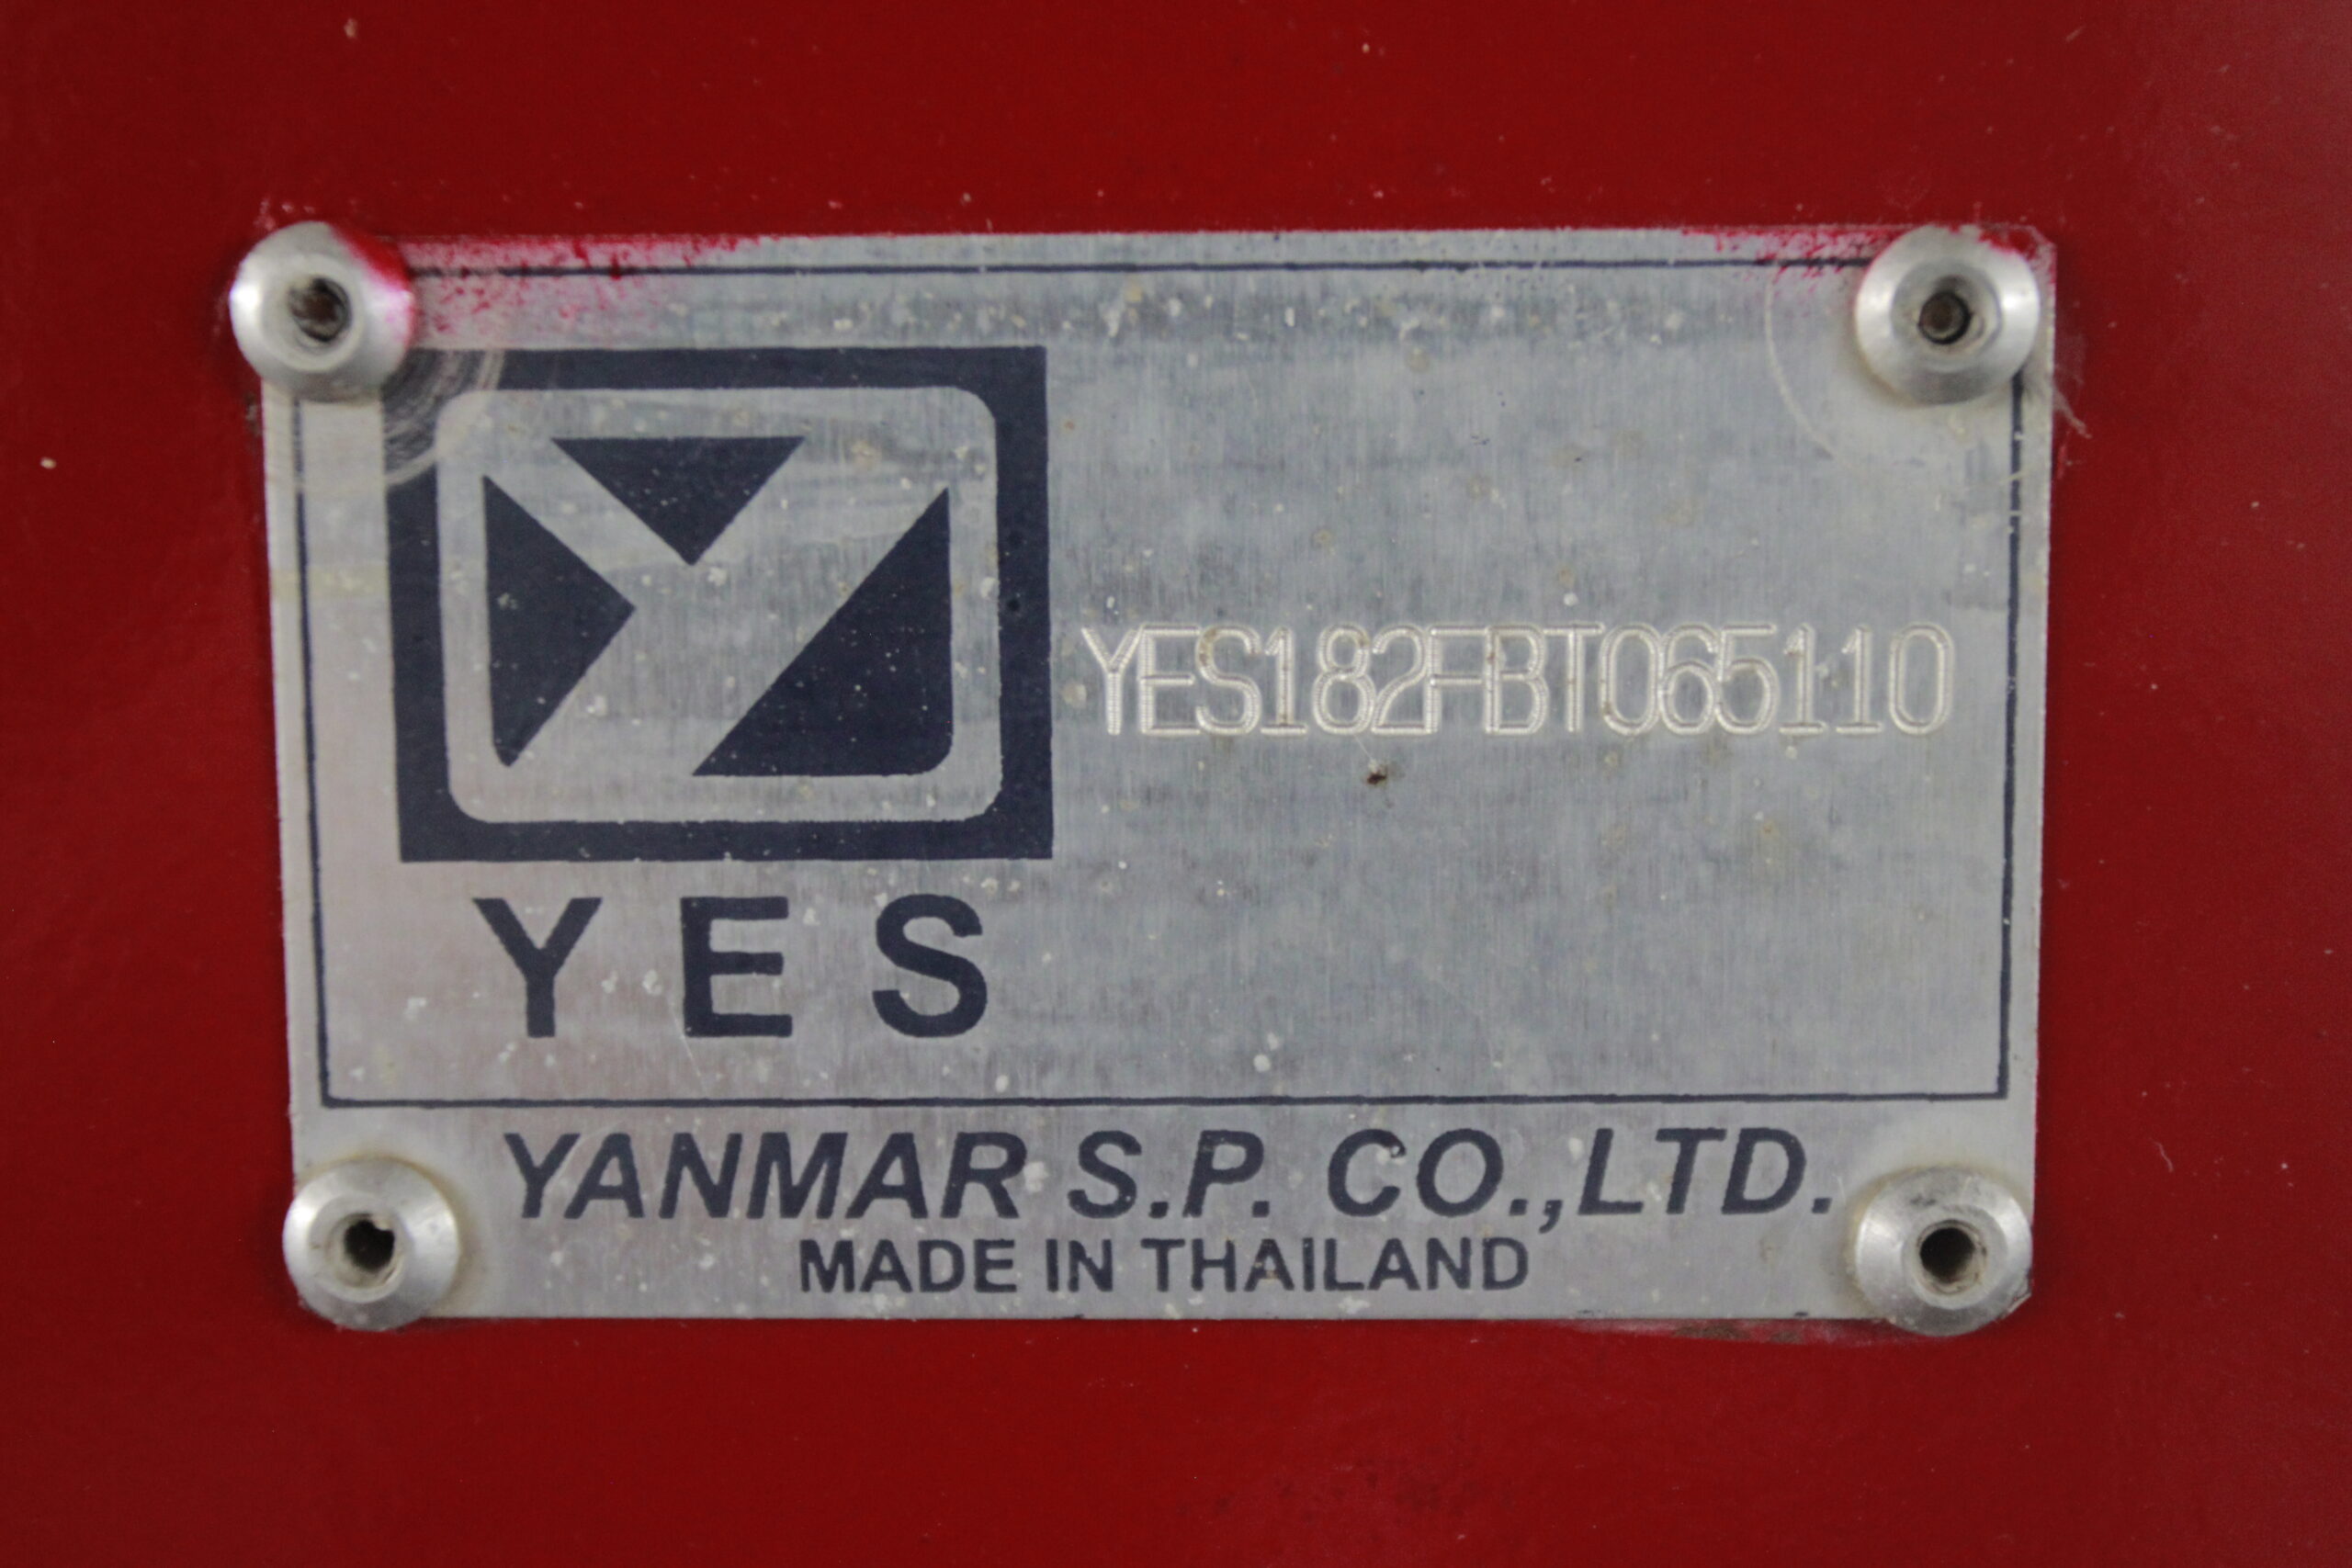 YES182FBT065110
YES
YANMAR S.P. CO.,LTD.
MADE IN THAILAND